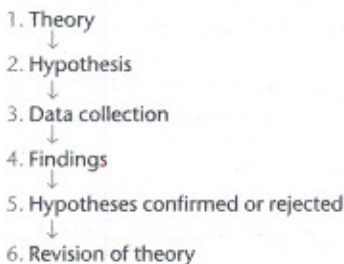 1. Theory
↓
2. Hypothesis
↓
3. Data collection
↓
4. Findings
↓
5. Hypotheses confirmed or rejected
↓
6. Revision of theory